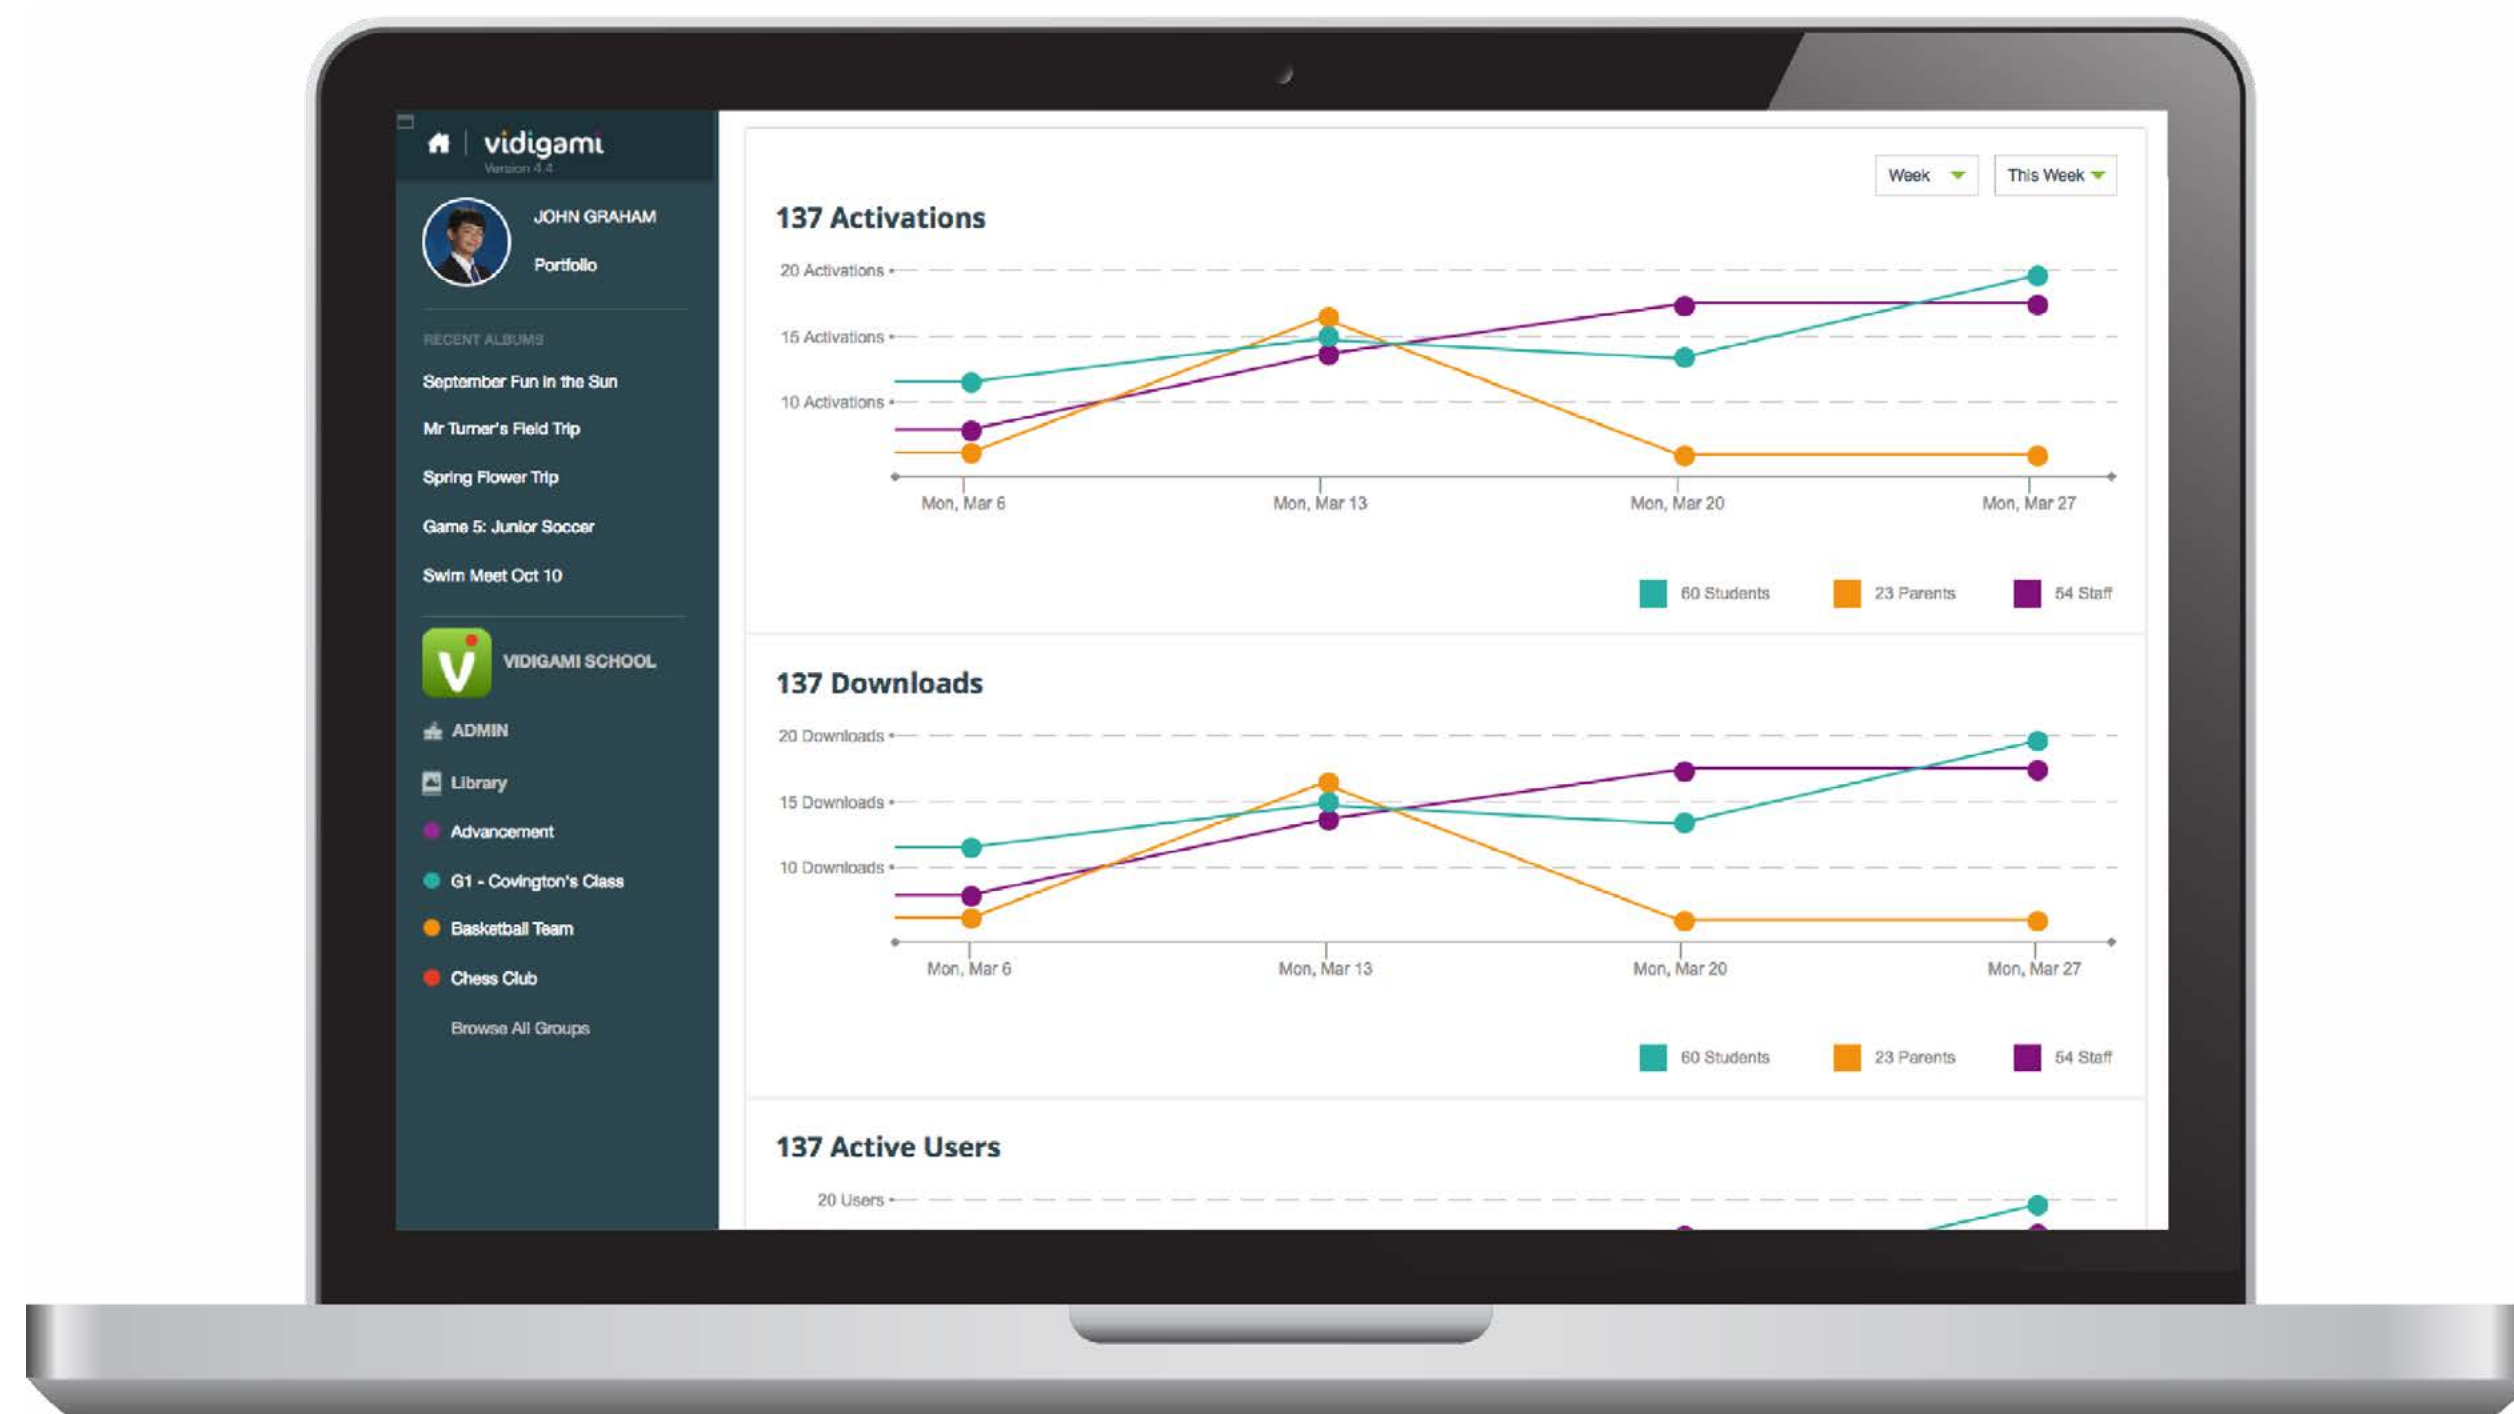 vidigami
Version 4.4
JOHN GRAHAM
Portfolio
RECENT ALBUMS
September Fun in the Sun
Mr Turner's Field Trip
Spring Flower Trip
Game 5: Junior Soccer
Swim Meet Oct 10
V
VIDIGAMI SCHOOL
ADMIN
Library
Advancement
G1 - Covington's Class
Basketball Team
Chess Club
Browse All Groups
Week
This Week
137 Activations
20 Activations
15 Activations
10 Activations
Mon, Mar 6
Mon, Mar 13
Mon, Mar 20
Mon, Mar 27
60 Students
23 Parents
54 Staff
137 Downloads
20 Downloads
15 Downloads
10 Downloads
Mon, Mar 6
Mon, Mar 13
Mon, Mar 20
Mon, Mar 27
60 Students
23 Parents
54 Staff
137 Active Users
20 Users